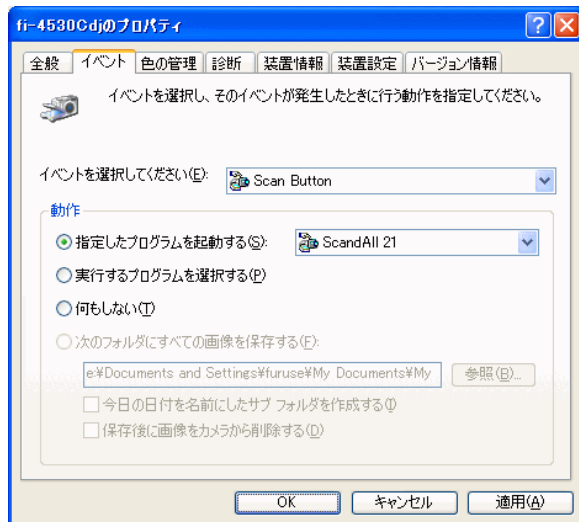 fi-4530Cdjのプロパティ
全般 イベント 色の管理 診断 装置情報 装置設定 バージョン情報
イベントを選択し、そのイベントが発生したときに行う動作を指定してください。
イベントを選択してください(E): Scan Button
動作
指定したプログラムを起動する(S): ScandAll 21
実行するプログラムを選択する(P)
何もしない(T)
次のフォルダにすべての画像を保存する(F):
e:¥Documents and Settings¥furuse¥My Documents¥My 参照(B)...
今日の日付を名前にしたサブ フォルダを作成する(I)
保存後に画像をカメラから削除する(D)
OK キャンセル 適用(A)